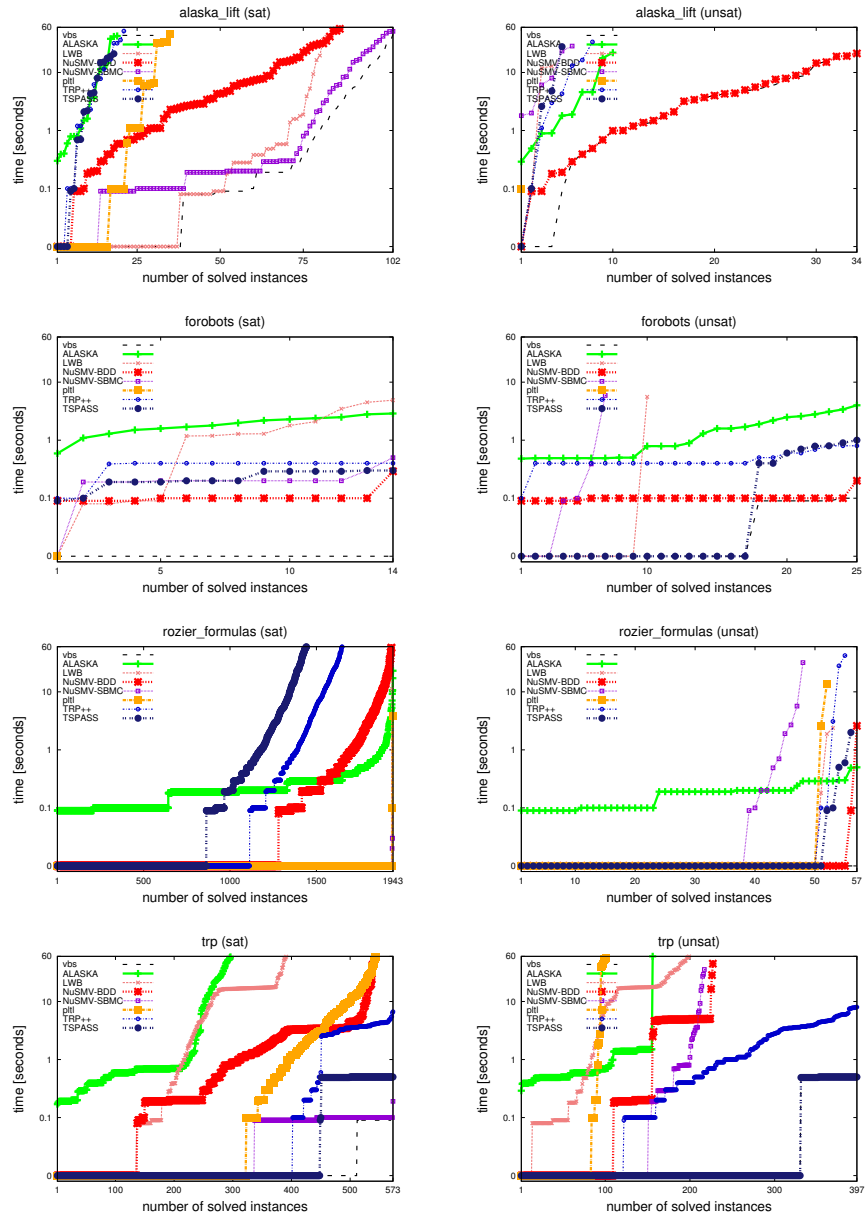 alaska_lift (sat)
60
10
1
0.1
0
time [seconds]
vbs
ALASKA
LWB
NuSMV-BDD
NuSMV-SBMC
pltl
TRP++
TSPASS
1 25 50 75 102
number of solved instances
alaska_lift (unsat)
60
10
1
0.1
0
time [seconds]
vbs
ALASKA
LWB
NuSMV-BDD
NuSMV-SBMC
pltl
TRP++
TSPASS
1 10 20 30 34
number of solved instances
forobots (sat)
60
10
1
0.1
0
time [seconds]
vbs
ALASKA
LWB
NuSMV-BDD
NuSMV-SBMC
pltl
TRP++
TSPASS
1 5 10 14
number of solved instances
forobots (unsat)
60
10
1
0.1
0
time [seconds]
vbs
ALASKA
LWB
NuSMV-BDD
NuSMV-SBMC
pltl
TRP++
TSPASS
1 10 20 25
number of solved instances
rozier_formulas (sat)
60
10
1
0.1
0
time [seconds]
vbs
ALASKA
LWB
NuSMV-BDD
NuSMV-SBMC
pltl
TRP++
TSPASS
1 500 1000 1500 1943
number of solved instances
rozier_formulas (unsat)
60
10
1
0.1
0
time [seconds]
vbs
ALASKA
LWB
NuSMV-BDD
NuSMV-SBMC
pltl
TRP++
TSPASS
1 10 20 30 40 50 57
number of solved instances
trp (sat)
60
10
1
0.1
0
time [seconds]
vbs
ALASKA
LWB
NuSMV-BDD
NuSMV-SBMC
pltl
TRP++
TSPASS
1 100 200 300 400 500 573
number of solved instances
trp (unsat)
60
10
1
0.1
0
time [seconds]
vbs
ALASKA
LWB
NuSMV-BDD
NuSMV-SBMC
pltl
TRP++
TSPASS
1 100 200 300 397
number of solved instances